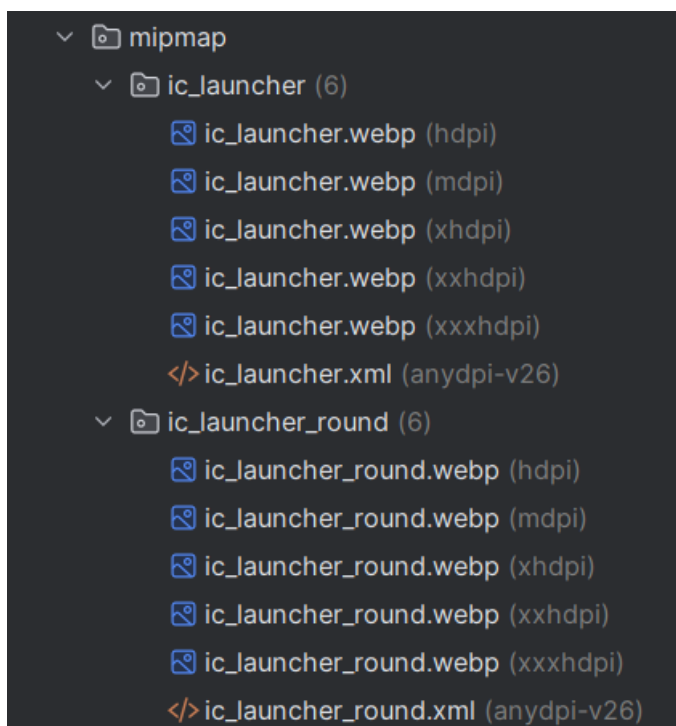 mipmap
ic_launcher (6)
ic_launcher.webp (hdpi)
ic_launcher.webp (mdpi)
ic_launcher.webp (xhdpi)
ic_launcher.webp (xxhdpi)
ic_launcher.webp (xxxhdpi)
</> ic_launcher.xml (anydpi-v26)
ic_launcher_round (6)
ic_launcher_round.webp (hdpi)
ic_launcher_round.webp (mdpi)
ic_launcher_round.webp (xhdpi)
ic_launcher_round.webp (xxhdpi)
ic_launcher_round.webp (xxxhdpi)
</> ic_launcher_round.xml (anydpi-v26)